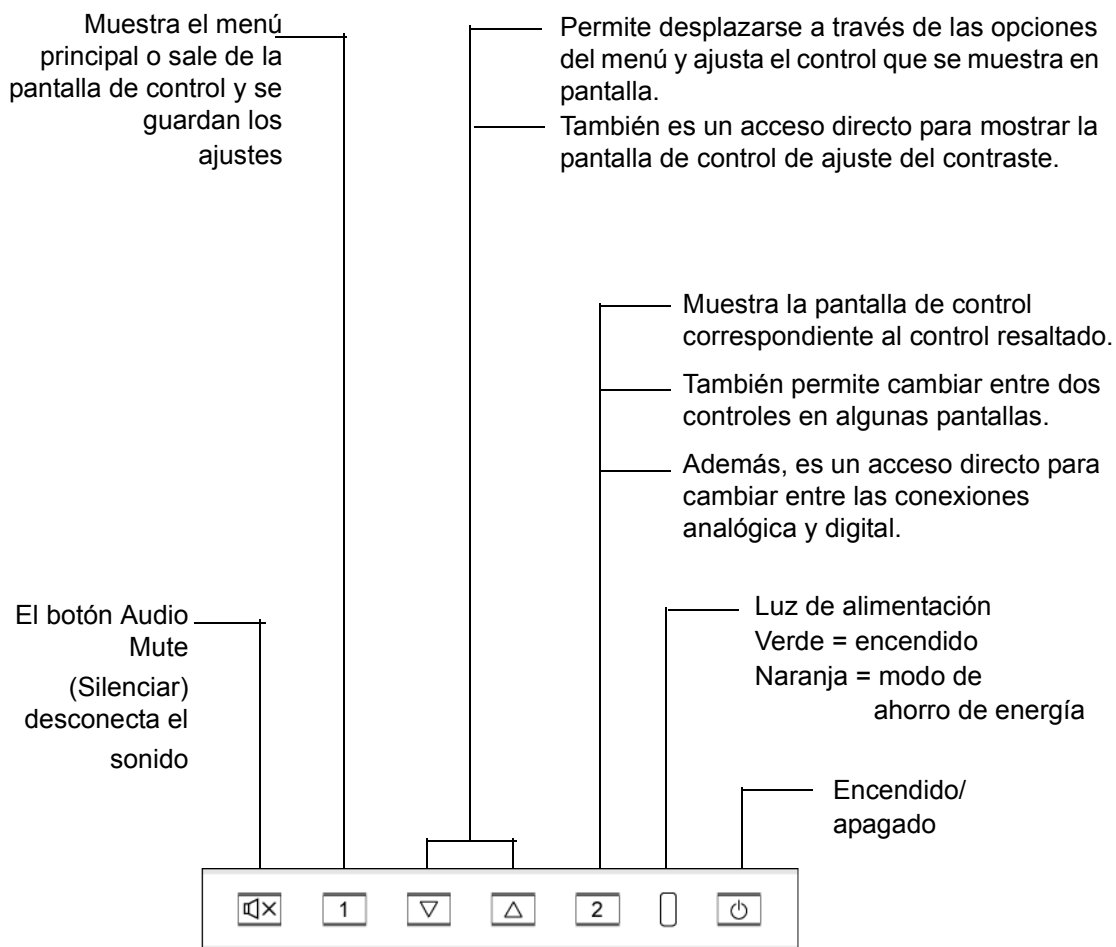 Muestra el menú
principal o sale de la
pantalla de control y se
guardan los
ajustes
Permite desplazarse a través de las opciones
del menú y ajusta el control que se muestra en
pantalla.
También es un acceso directo para mostrar la
pantalla de control de ajuste del contraste.
Muestra la pantalla de control
correspondiente al control resaltado.
También permite cambiar entre dos
controles en algunas pantallas.
Además, es un acceso directo para
cambiar entre las conexiones
analógica y digital.
El botón Audio
Mute
(Silenciar)
desconecta el
sonido
Luz de alimentación
Verde = encendido
Naranja = modo de
ahorro de energía
Encendido/
apagado
1
2